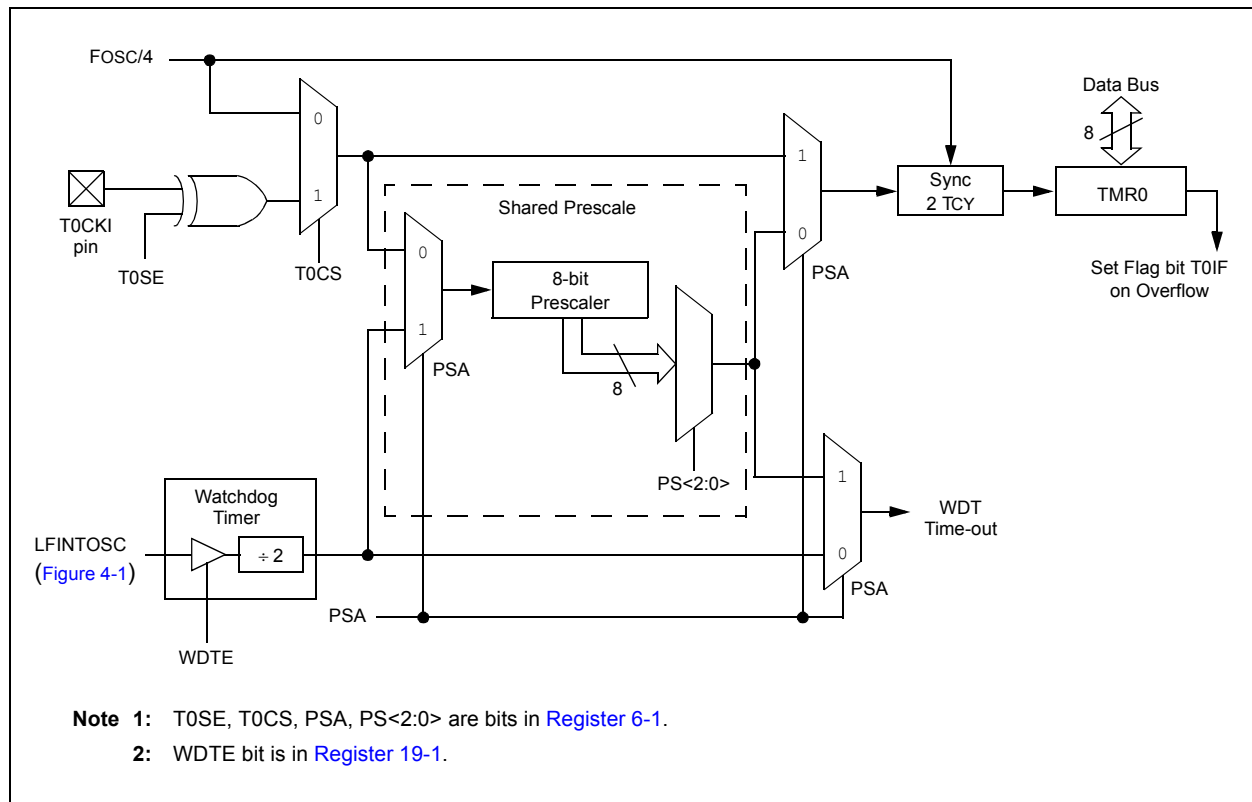 FOSC/4
Data Bus
8
0
1
T0CKI
pin
T0SE
T0CS
Shared Prescale
0
1
PSA
8-bit
Prescaler
8
PS<2:0>
1
0
PSA
Sync
2 TCY
TMR0
Set Flag bit T0IF
on Overflow
Watchdog
Timer
LFINTOSC
(Figure 4-1)
÷ 2
WDTE
PSA
1
0
PSA
WDT
Time-out
Note 1: T0SE, T0CS, PSA, PS<2:0> are bits in Register 6-1.
2: WDTE bit is in Register 19-1.